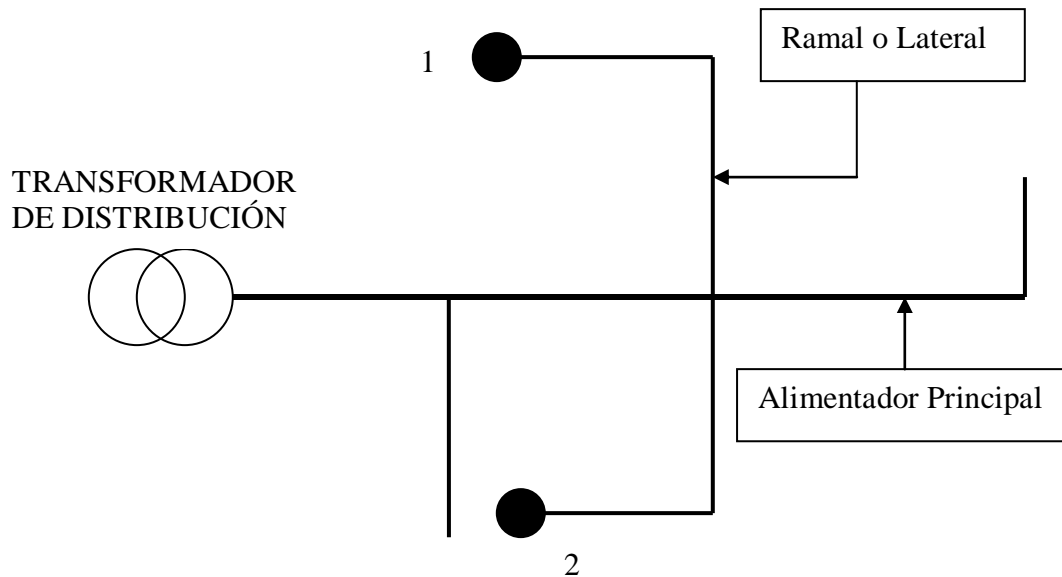 Ramal o Lateral
1
TRANSFORMADOR
DE DISTRIBUCIÓN
Alimentador Principal
2